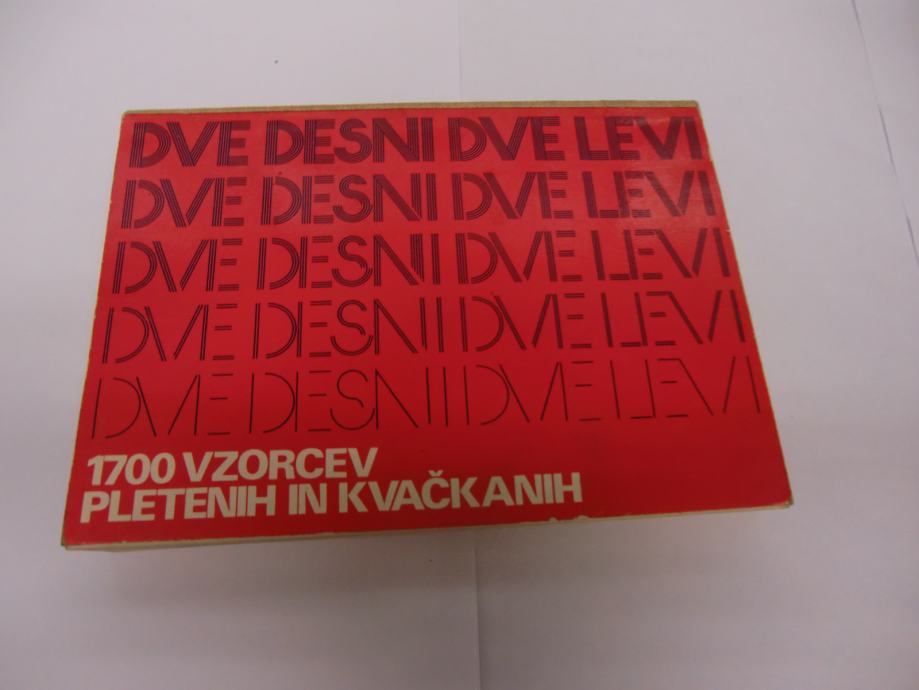 DVE DESNI DVE LEVI
DVE DESNI DVE LEVI
DVE DESNI DVE LEVI
DVE DESNI DVE LEVI
DVE DESNI DVE LEVI
1700 VZORCEV
PLETENIH IN KVAČKANIH